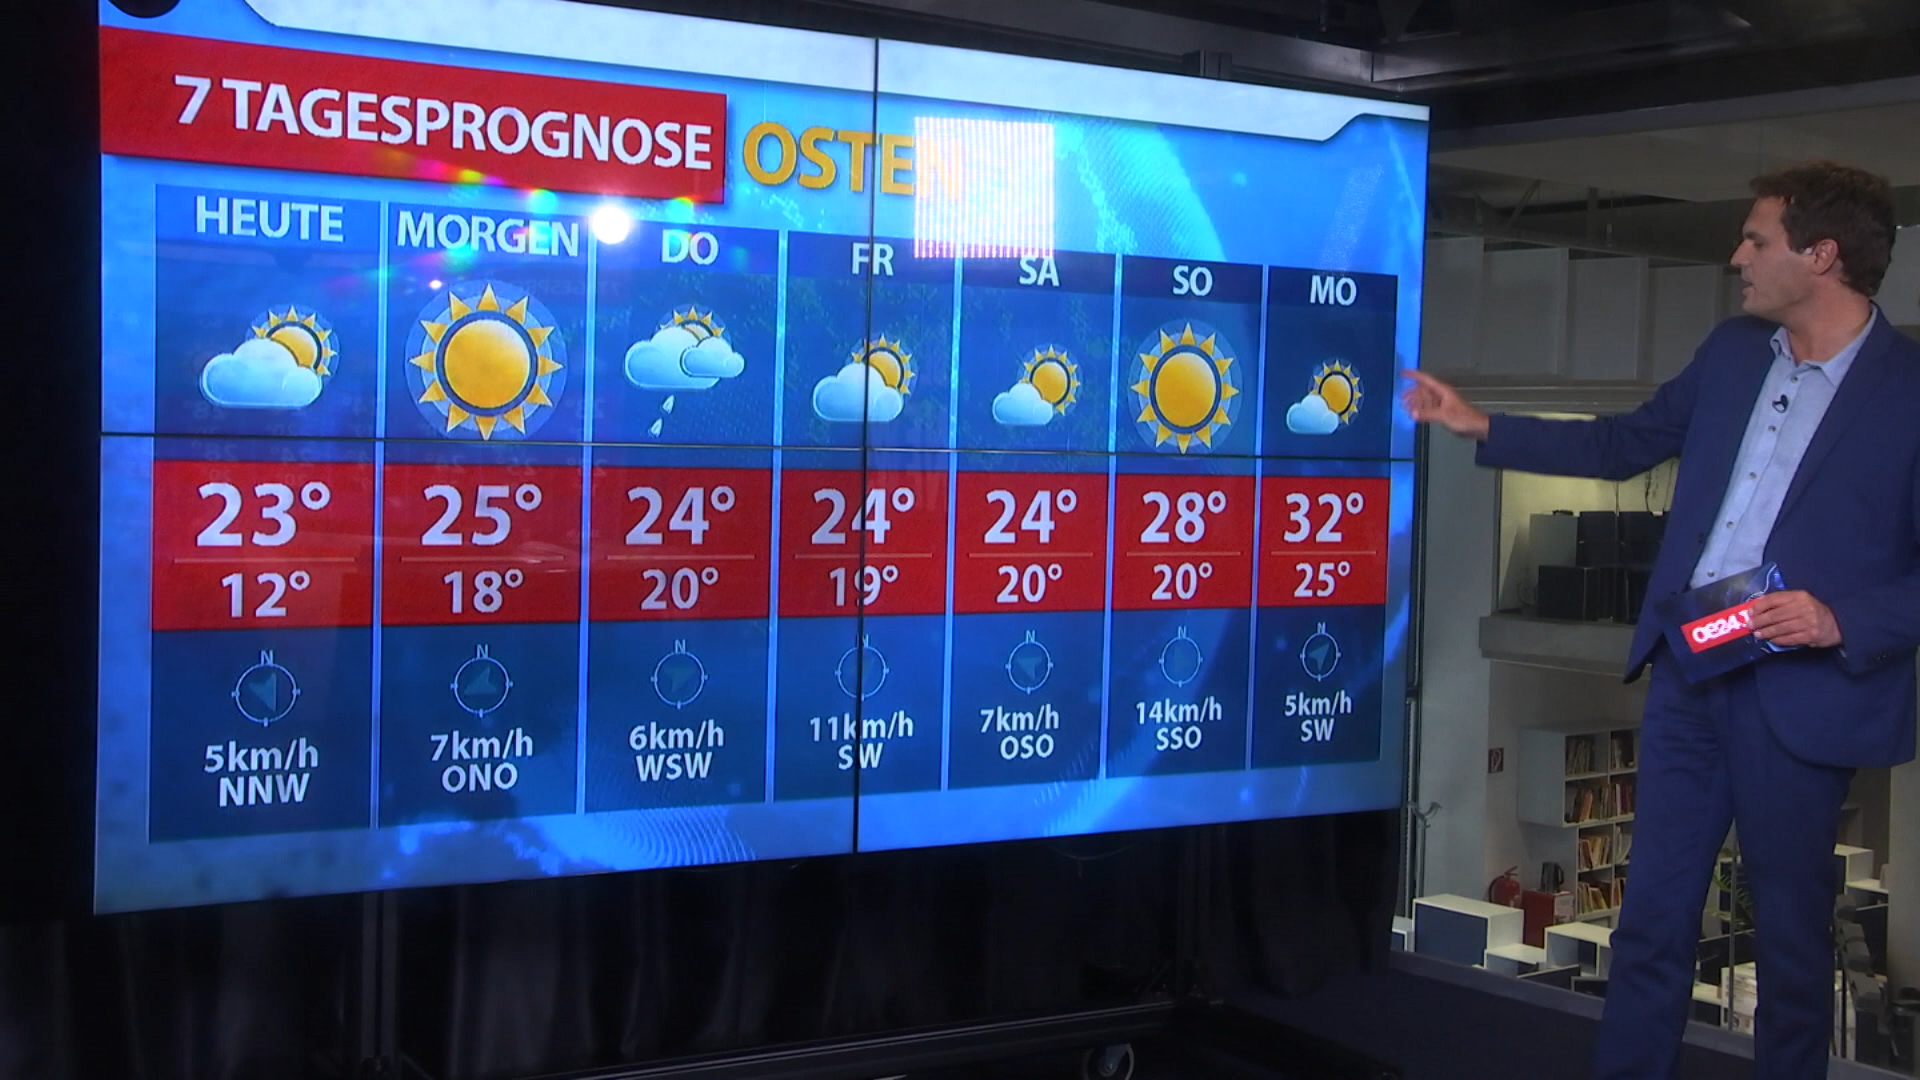 7 TAGESPROGNOSE OSTEN
HEUTE MORGEN DO FR SA SO MO
23° 25° 24° 24° 24° 28° 32°
12° 18° 20° 19° 20° 20° 25°
N N N N N N N
5km/h 7km/h 6km/h 11km/h 7km/h 14km/h 5km/h
NNW ONO WSW SW OSO SSO SW
OE24.T